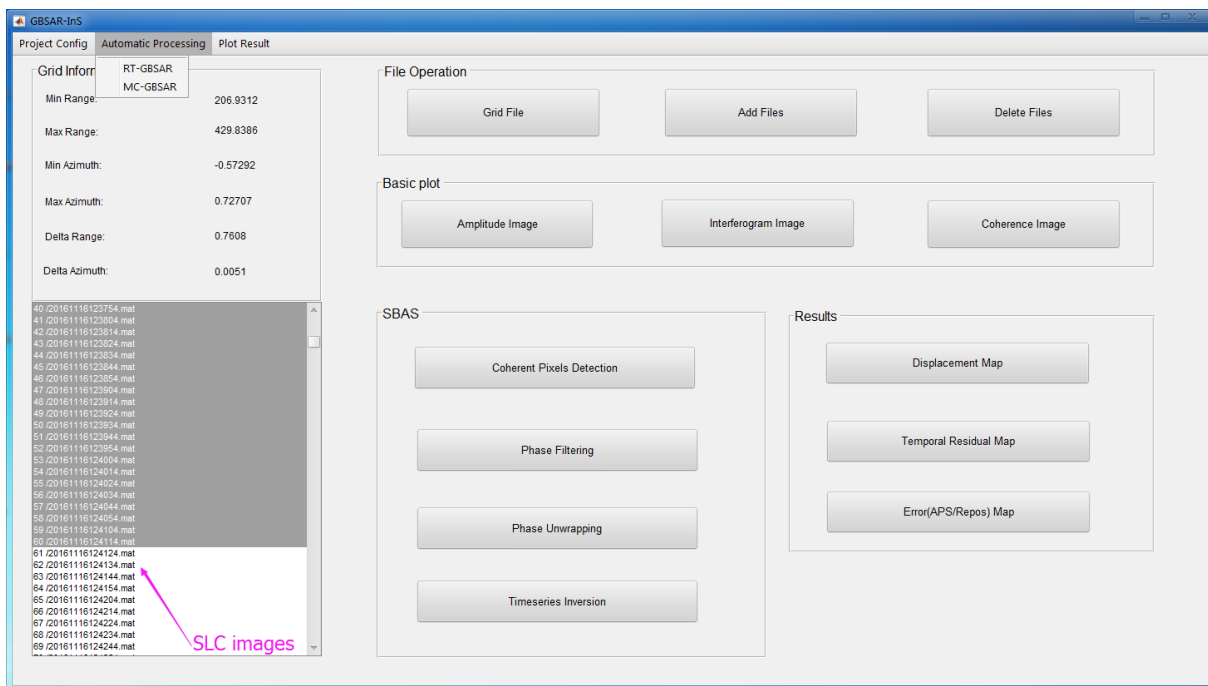 GBSAR-InS
Project Config Automatic Processing Plot Result
RT-GBSAR
MC-GBSAR
Grid Inform
Min Range: 206.9312
Max Range: 429.8386
Min Azimuth: -0.57292
Max Azimuth: 0.72707
Delta Range: 0.7608
Delta Azimuth: 0.0051
40 /20161116123754.mat
41 /20161116123804.mat
42 /20161116123814.mat
43 /20161116123824.mat
44 /20161116123834.mat
45 /20161116123844.mat
46 /20161116123854.mat
47 /20161116123904.mat
48 /20161116123914.mat
49 /20161116123924.mat
50 /20161116123934.mat
51 /20161116123944.mat
52 /20161116123954.mat
53 /20161116124004.mat
54 /20161116124014.mat
55 /20161116124024.mat
56 /20161116124034.mat
57 /20161116124044.mat
58 /20161116124054.mat
59 /20161116124104.mat
60 /20161116124114.mat
61 /20161116124124.mat
62 /20161116124134.mat
63 /20161116124144.mat
64 /20161116124154.mat
65 /20161116124204.mat
66 /20161116124214.mat
67 /20161116124224.mat
68 /20161116124234.mat
69 /20161116124244.mat
SLC images
File Operation
Grid File Add Files Delete Files
Basic plot
Amplitude Image Interferogram Image Coherence Image
SBAS
Coherent Pixels Detection
Phase Filtering
Phase Unwrapping
Timeseries Inversion
Results
Displacement Map
Temporal Residual Map
Error(APS/Repos) Map